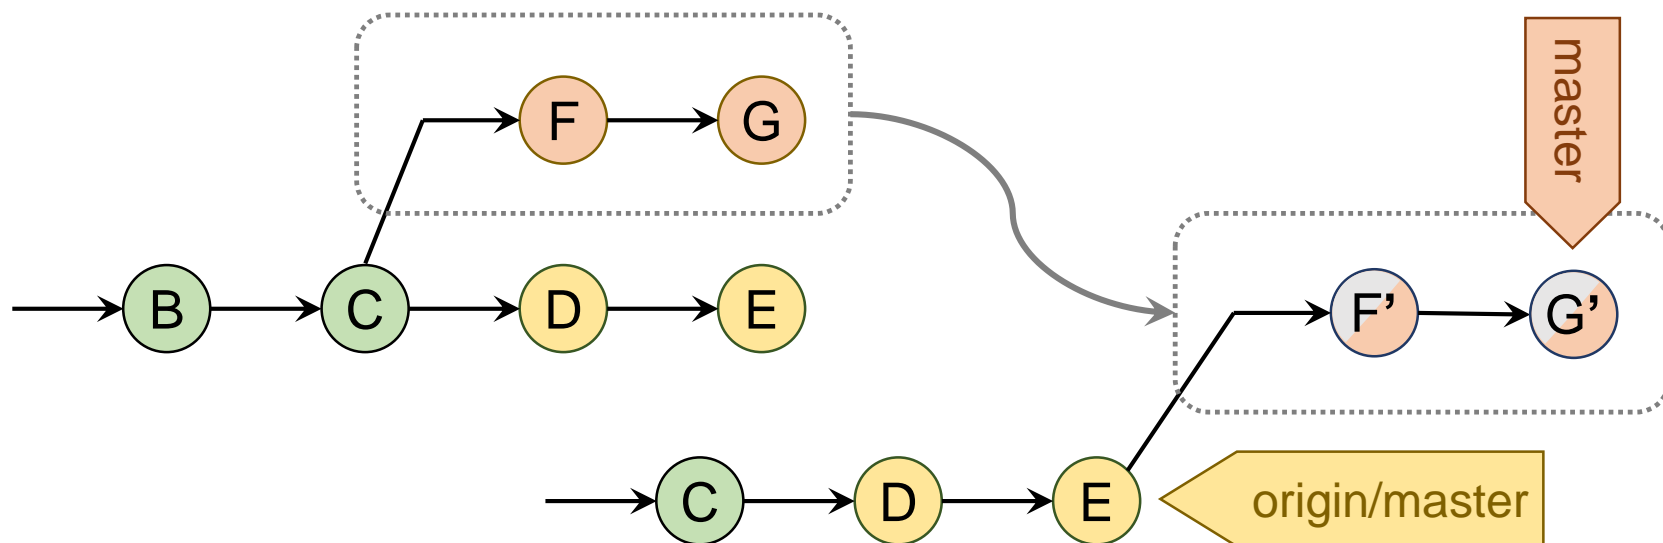 F G
master
B C D E
F’ G’
C D E
origin/master